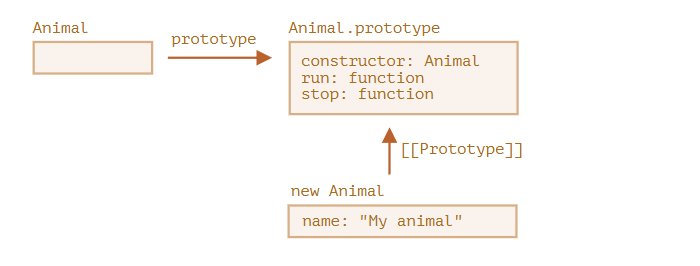 Animal
prototype
Animal.prototype
constructor: Animal
run: function
stop: function
[[Prototype]]
new Animal
name: "My animal"